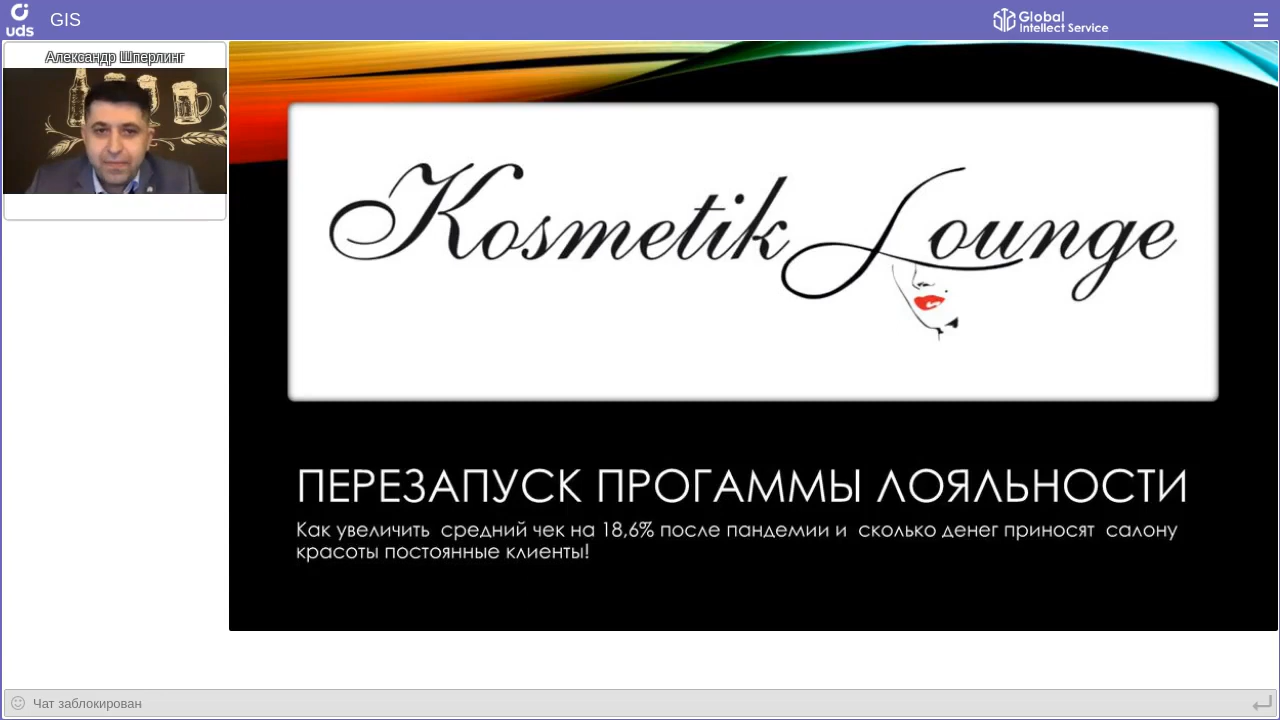 uds
GIS
Global
Intellect Service
Александр Шперлинг
Kosmetik Lounge
ПЕРЕЗАПУСК ПРОГАММЫ ЛОЯЛЬНОСТИ
Как увеличить средний чек на 18,6% после пандемии и сколько денег приносят салону
красоты постоянные клиенты!
Чат заблокирован